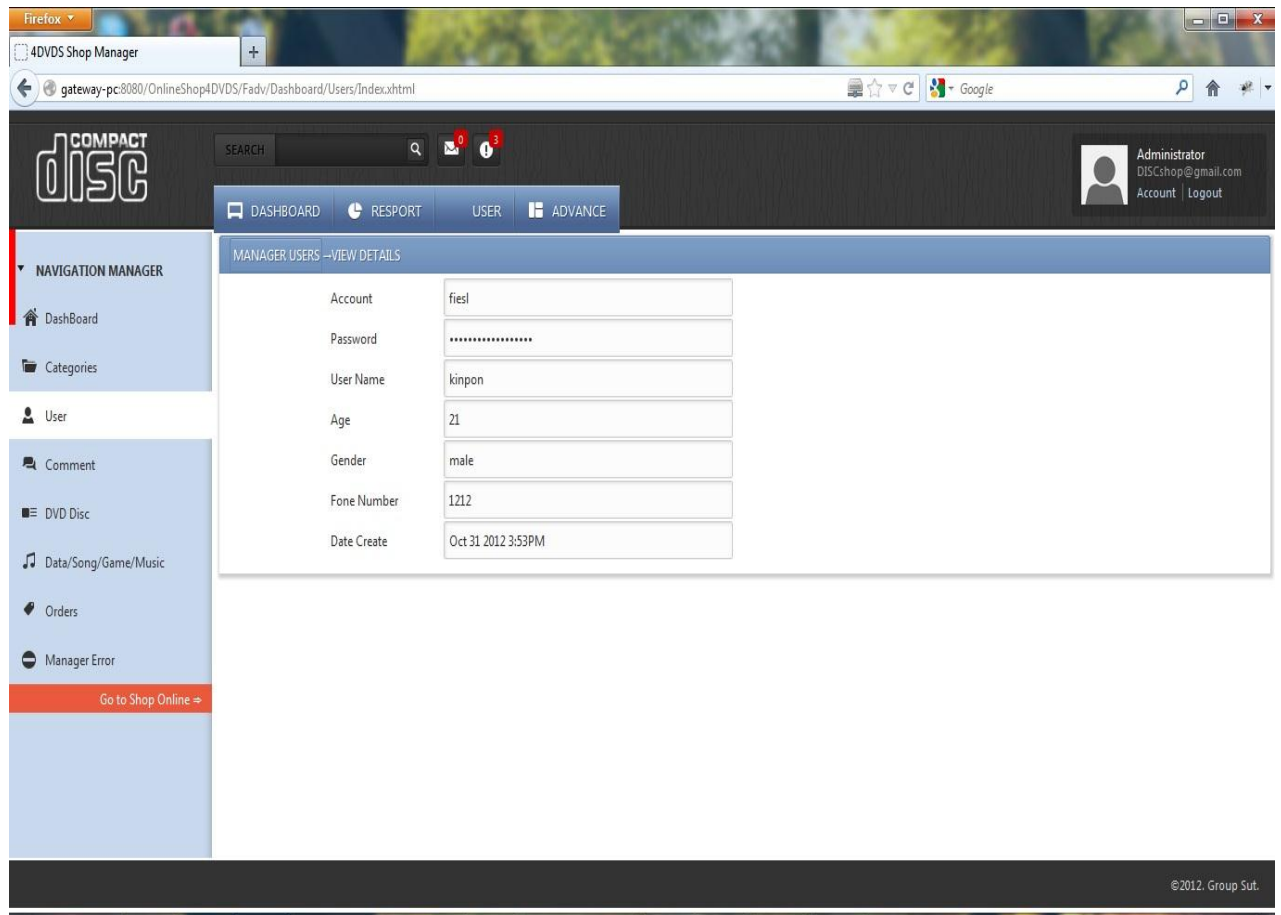 Firefox
4DVDS Shop Manager
gateway-pc:8080/OnlineShop4DVDS/Fadv/Dashboard/Users/Index.xhtml
Google
COMPACT
disc
SEARCH
0
3
Administrator
DISCshop@gmail.com
Account | Logout
DASHBOARD RESPORT USER ADVANCE
MANAGER USERS →VIEW DETAILS
NAVIGATION MANAGER
DashBoard
Categories
User
Comment
DVD Disc
Data/Song/Game/Music
Orders
Manager Error
Go to Shop Online ⇨
Account fiesl
Password ••••••••••••••••••
User Name kinpon
Age 21
Gender male
Fone Number 1212
Date Create Oct 31 2012 3:53PM
©2012. Group Sut.